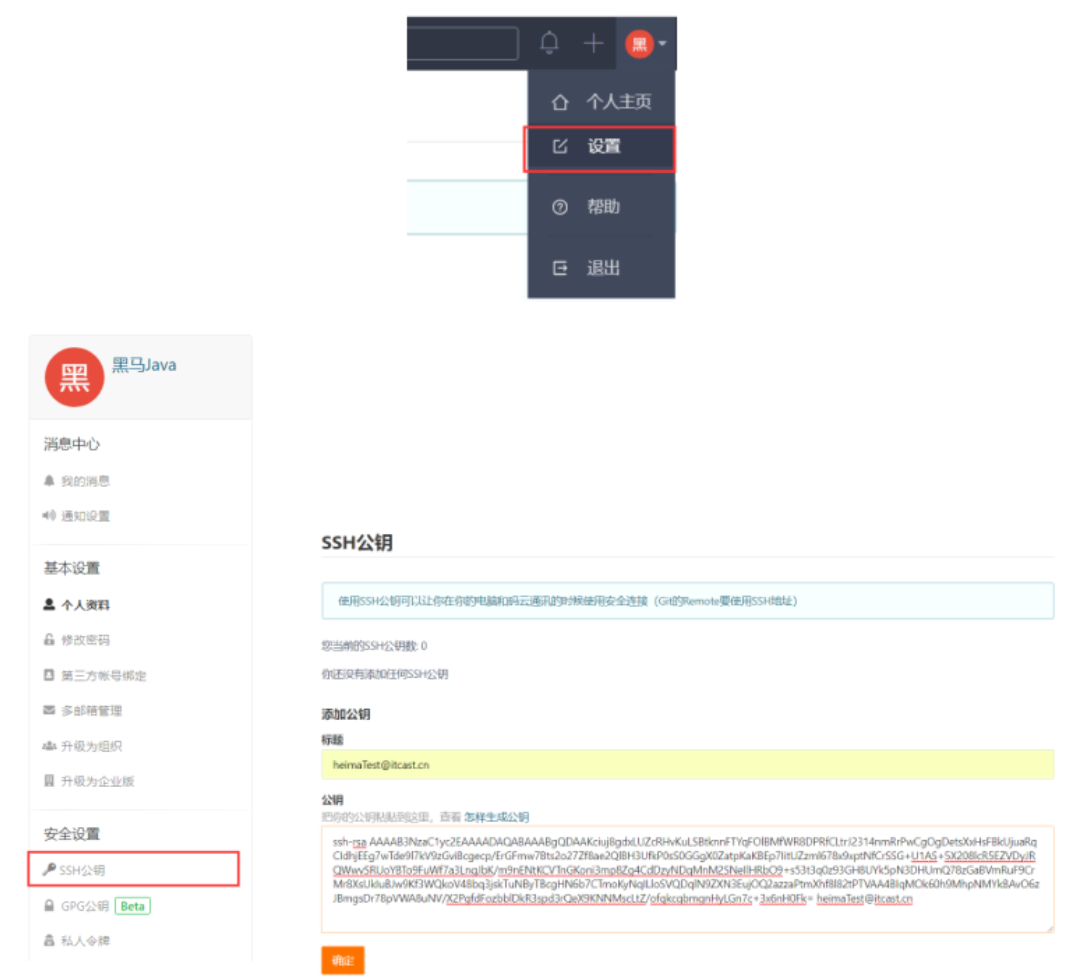 黑
个人主页
设置
帮助
退出
黑
黑马Java
消息中心
我的消息
通知设置
基本设置
个人资料
修改密码
第三方帐号绑定
多邮箱管理
升级为组织
升级为企业版
安全设置
SSH公钥
GPG公钥 Beta
私人令牌
SSH公钥
使用SSH公钥可以让你在你的电脑和码云通讯的时候使用安全连接（Git的Remote要使用SSH地址）
您当前的SSH公钥数: 0
你还没有添加任何SSH公钥
添加公钥
标题
heimaTest@itcast.cn
公钥
把你的公钥粘贴到这里，查看 怎样生成公钥
ssh-rsa
heimaTest@itcast.cn
确定